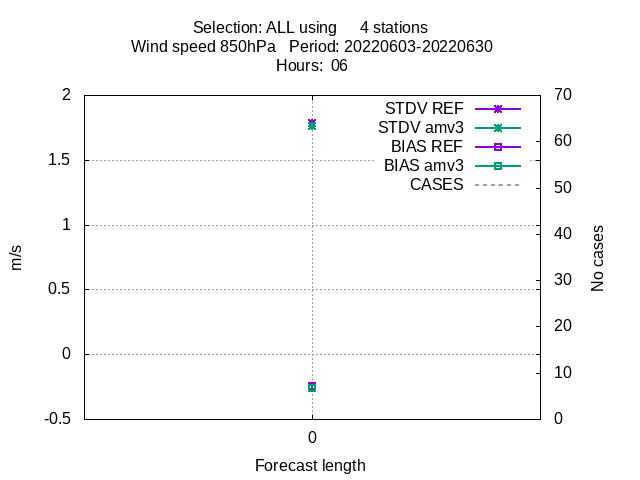 Selection: ALL using 4 stations
Wind speed 850hPa Period: 20220603-20220630
Hours: 06
2
1.5
1
0.5
0
-0.5
m/s
STDV REF
STDV amv3
BIAS REF
BIAS amv3
CASES
70
60
50
40
30
20
10
0
No cases
0
Forecast length